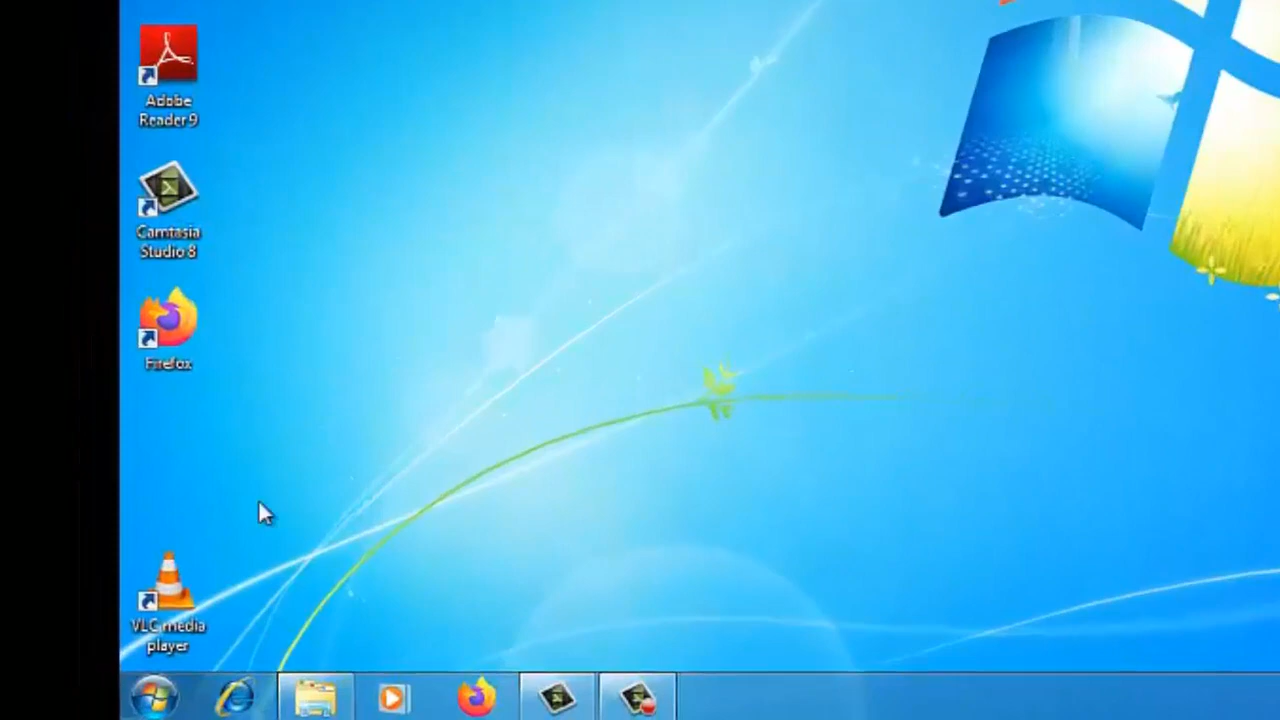 Adobe
Reader 9
Camtasia
Studio 8
Firefox
VLC media
player